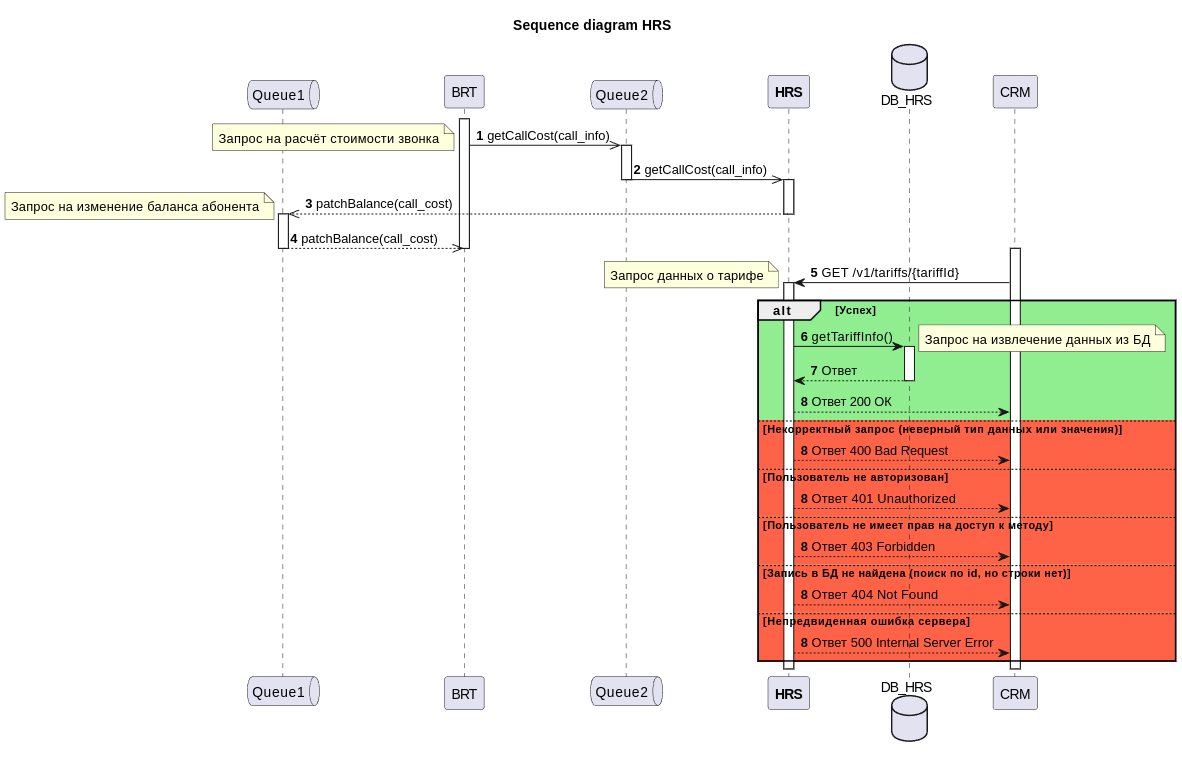 Sequence diagram HRS
Queue1
BRT
Queue2
HRS
DB_HRS
CRM
Запрос на расчёт стоимости звонка
1 getCallCost(call_info)
2 getCallCost(call_info)
Запрос на изменение баланса абонента
3 patchBalance(call_cost)
4 patchBalance(call_cost)
Запрос данных о тарифе
5 GET /v1/tariffs/{tariffId}
alt
[Успех]
6 getTariffInfo()
Запрос на извлечение данных из БД
7 Ответ
8 Ответ 200 ОК
[Некорректный запрос (неверный тип данных или значения)]
8 Ответ 400 Bad Request
[Пользователь не авторизован]
8 Ответ 401 Unauthorized
[Пользователь не имеет прав на доступ к методу]
8 Ответ 403 Forbidden
[Запись в БД не найдена (поиск по id, но строки нет)]
8 Ответ 404 Not Found
[Непредвиденная ошибка сервера]
8 Ответ 500 Internal Server Error
Queue1
BRT
Queue2
HRS
DB_HRS
CRM